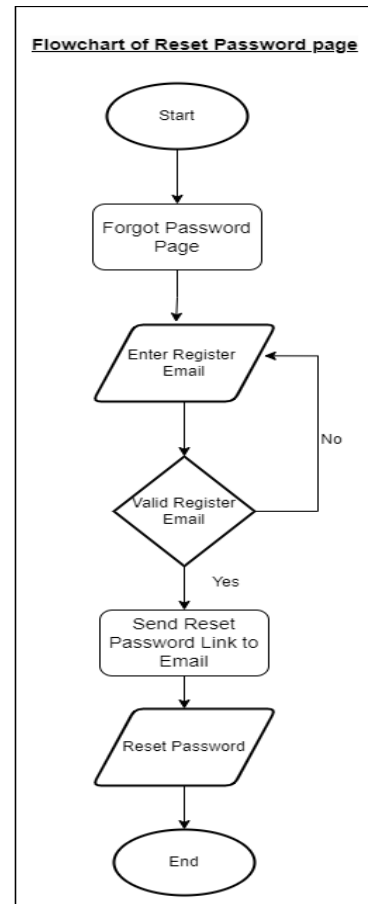 Flowchart of Reset Password page
Start
Forgot Password
Page
Enter Register
Email
No
Valid Register
Email
Yes
Send Reset
Password Link to
Email
Reset Password
End